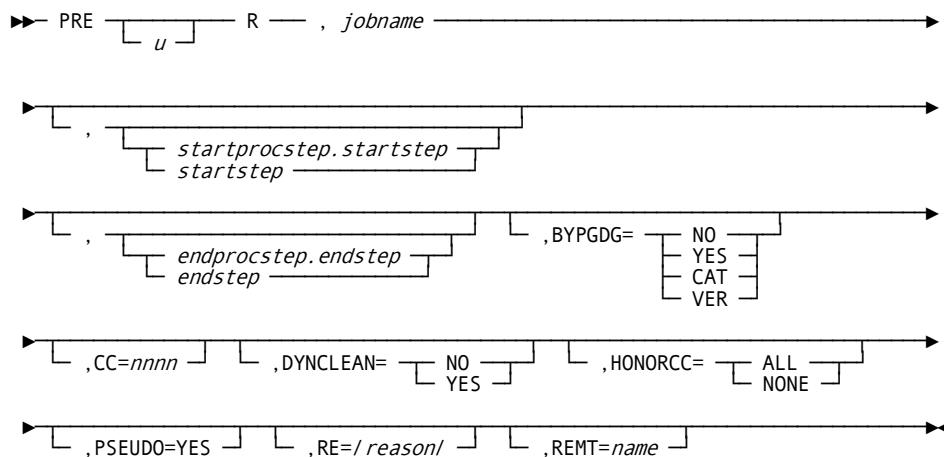 PRE u R , jobname
,
startprocstep.startstep
startstep
, ,BYPGDG= NO
endprocstep.endstep YES
endstep CAT
VER
,CC=nnnn ,DYNCLEAN= NO ,HONORCC= ALL
YES NONE
,PSEUDO=YES ,RE=/reason/ ,REMT=name